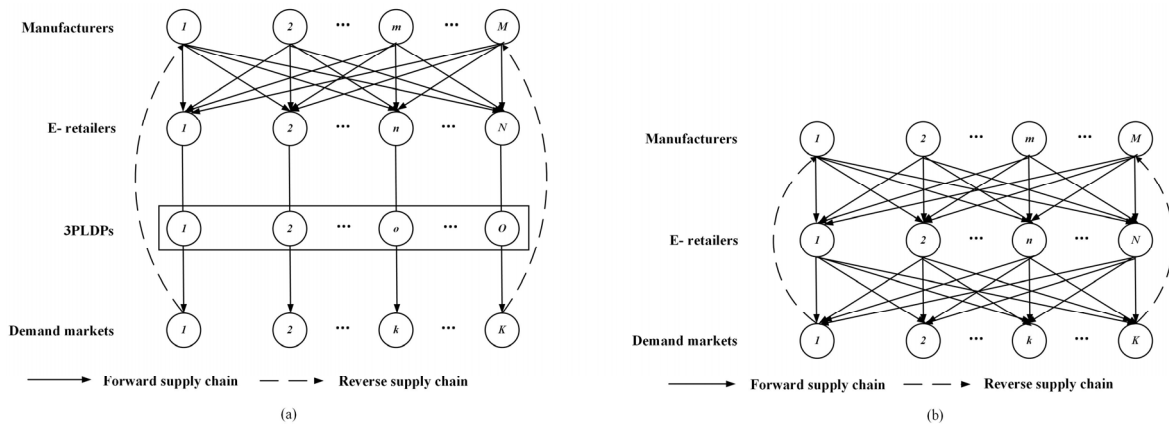 Manufacturers 1 2 ... m ... M
E- retailers 1 2 ... n ... N
3PLDPs 1 2 ... o ... O
Demand markets 1 2 ... k ... K
Forward supply chain Reverse supply chain
(a)
Manufacturers 1 2 ... m ... M
E- retailers 1 2 ... n ... N
Demand markets 1 2 ... k ... K
Forward supply chain Reverse supply chain
(b)